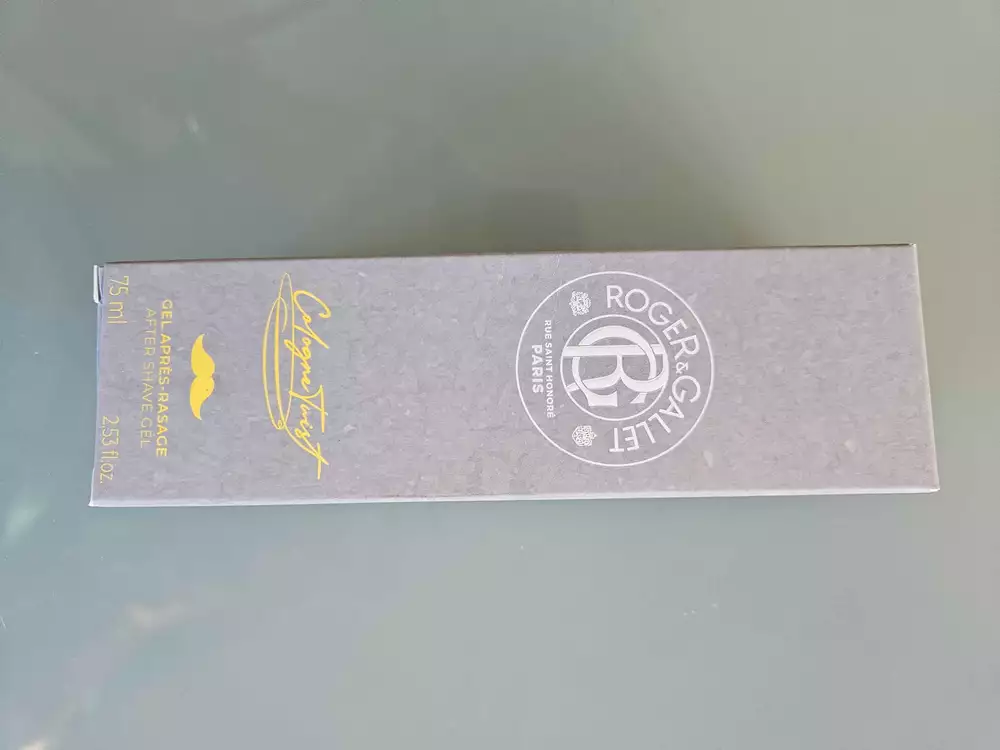 ROGER & GALLET
RG
RUE SAINT HONORÉ
PARIS
Cologne Twist
GEL APRÈS-RASAGE
AFTER SHAVE GEL
75 ml 2,53 fl.oz.